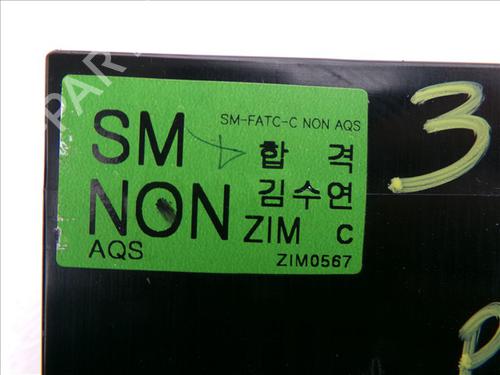 SM-FATC-C NON AQS
SM
합 격
NON
김수연
ZIM C
AQS
ZIM0567
3